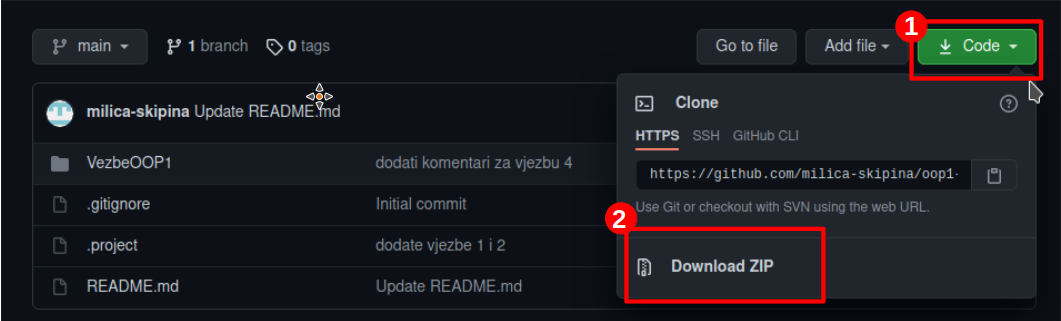 1
main 1 branch 0 tags Go to file Add file Code
milica-skipina Update README.md
Clone
HTTPS SSH GitHub CLI
https://github.com/milica-skipina/oop1-
Use Git or checkout with SVN using the web URL.
2
Download ZIP
VezbeOOP1 dodati komentari za vjezbu 4
.gitignore Initial commit
.project dodate vjezbe 1 i 2
README.md Update README.md